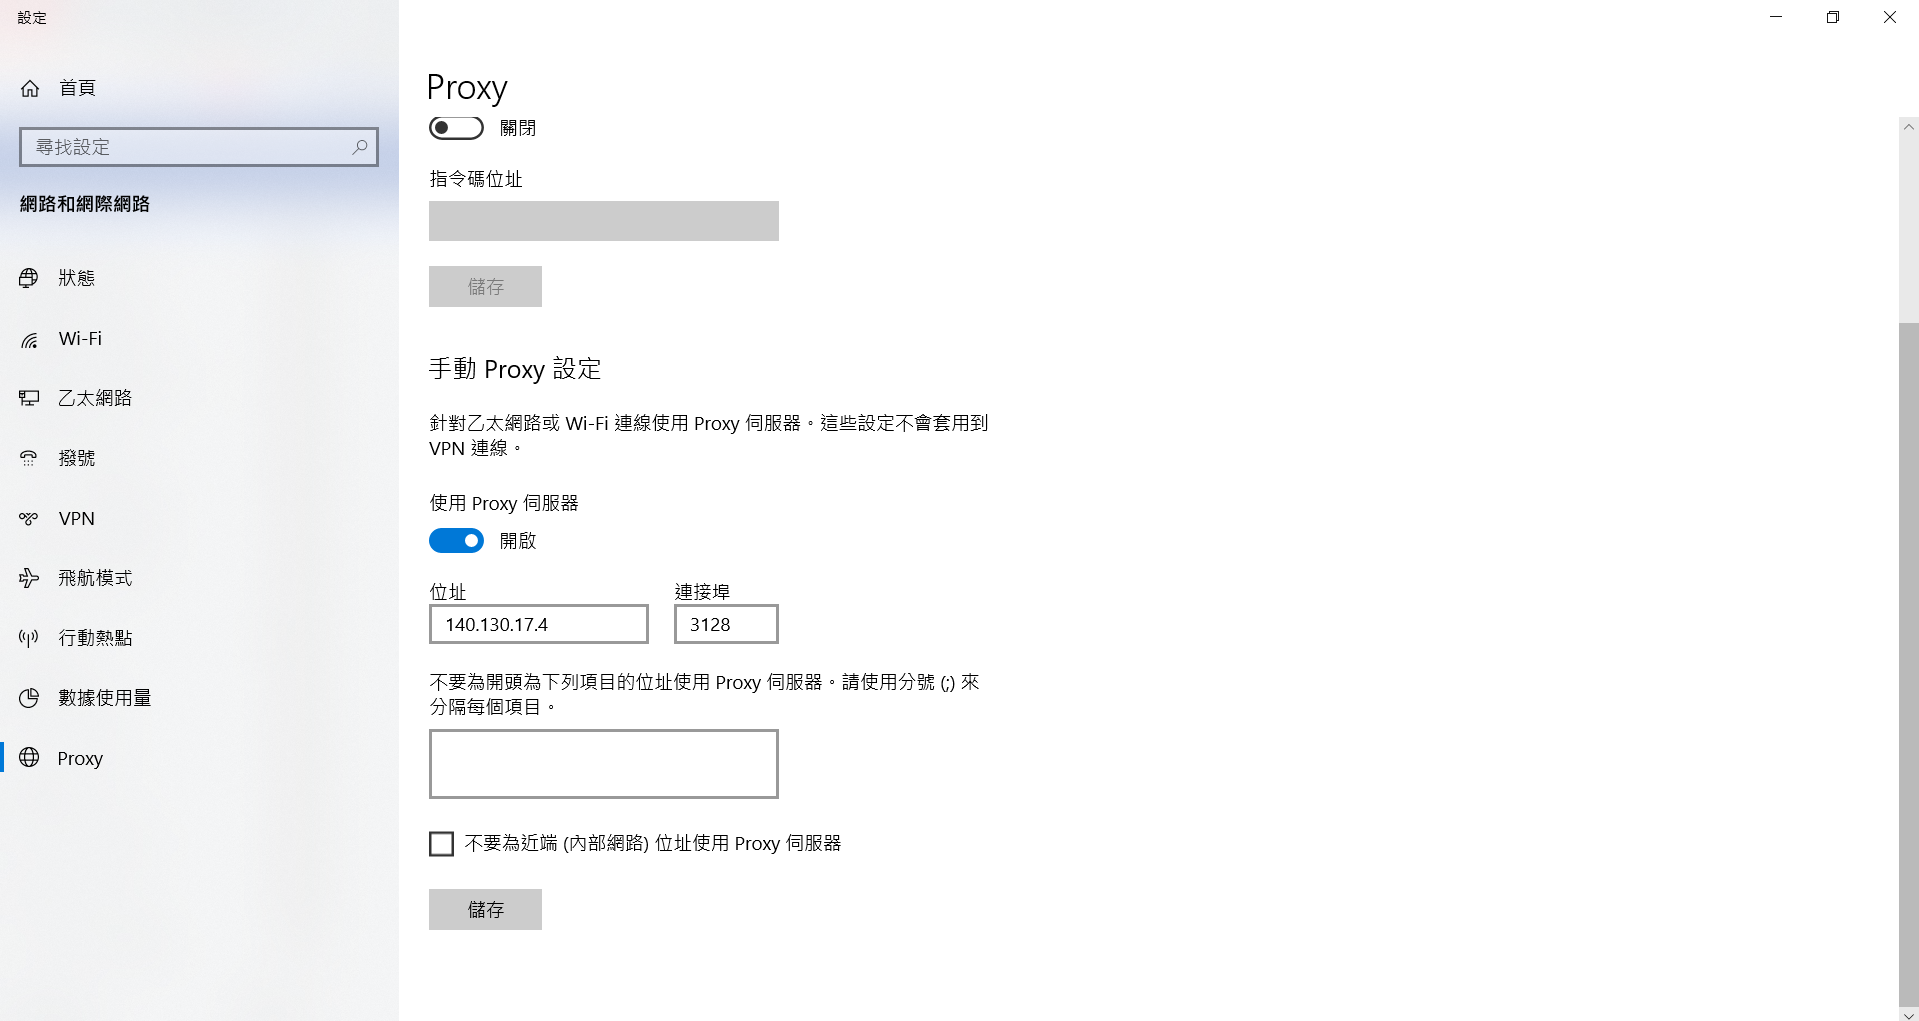 設定
首頁
尋找設定
網路和網際網路
狀態
Wi-Fi
乙太網路
撥號
VPN
飛航模式
行動熱點
數據使用量
Proxy
Proxy
關閉
指令碼位址
儲存
手動 Proxy 設定
針對乙太網路或 Wi-Fi 連線使用 Proxy 伺服器。這些設定不會套用到
VPN 連線。
使用 Proxy 伺服器
開啟
位址 連接埠
140.130.17.4 3128
不要為開頭為下列項目的位址使用 Proxy 伺服器。請使用分號 (;) 來
分隔每個項目。
不要為近端 (內部網路) 位址使用 Proxy 伺服器
儲存